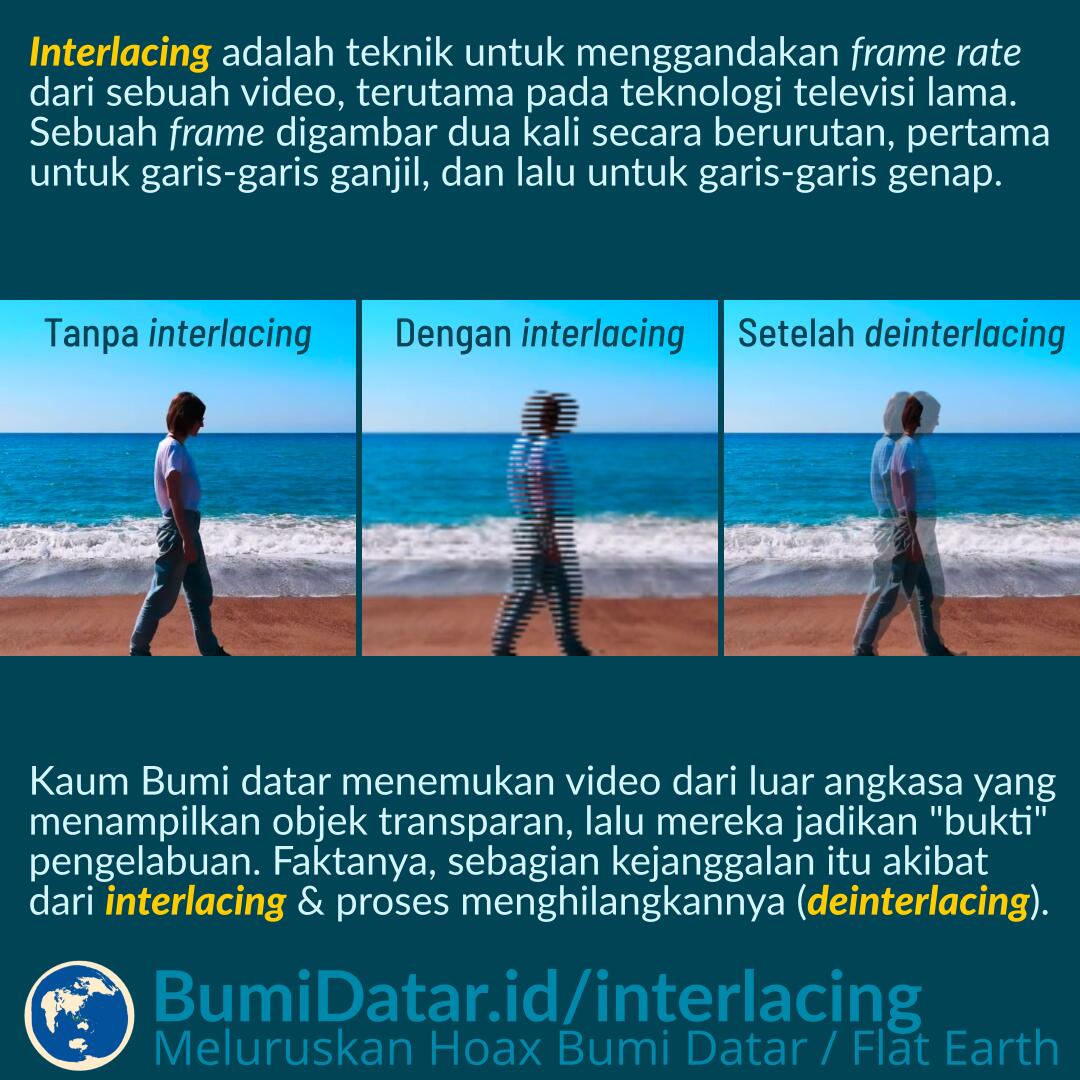 Interlacing adalah teknik untuk menggandakan frame rate
dari sebuah video, terutama pada teknologi televisi lama.
Sebuah frame digambar dua kali secara berurutan, pertama
untuk garis-garis ganjil, dan lalu untuk garis-garis genap.
Tanpa interlacing
Dengan interlacing
Setelah deinterlacing
Kaum Bumi datar menemukan video dari luar angkasa yang
menampilkan objek transparan, lalu mereka jadikan "bukti"
pengelabuan. Faktanya, sebagian kejanggalan itu akibat
dari interlacing & proses menghilangkannya (deinterlacing).
BumiDatar.id/interlacing
Meluruskan Hoax Bumi Datar / Flat Earth